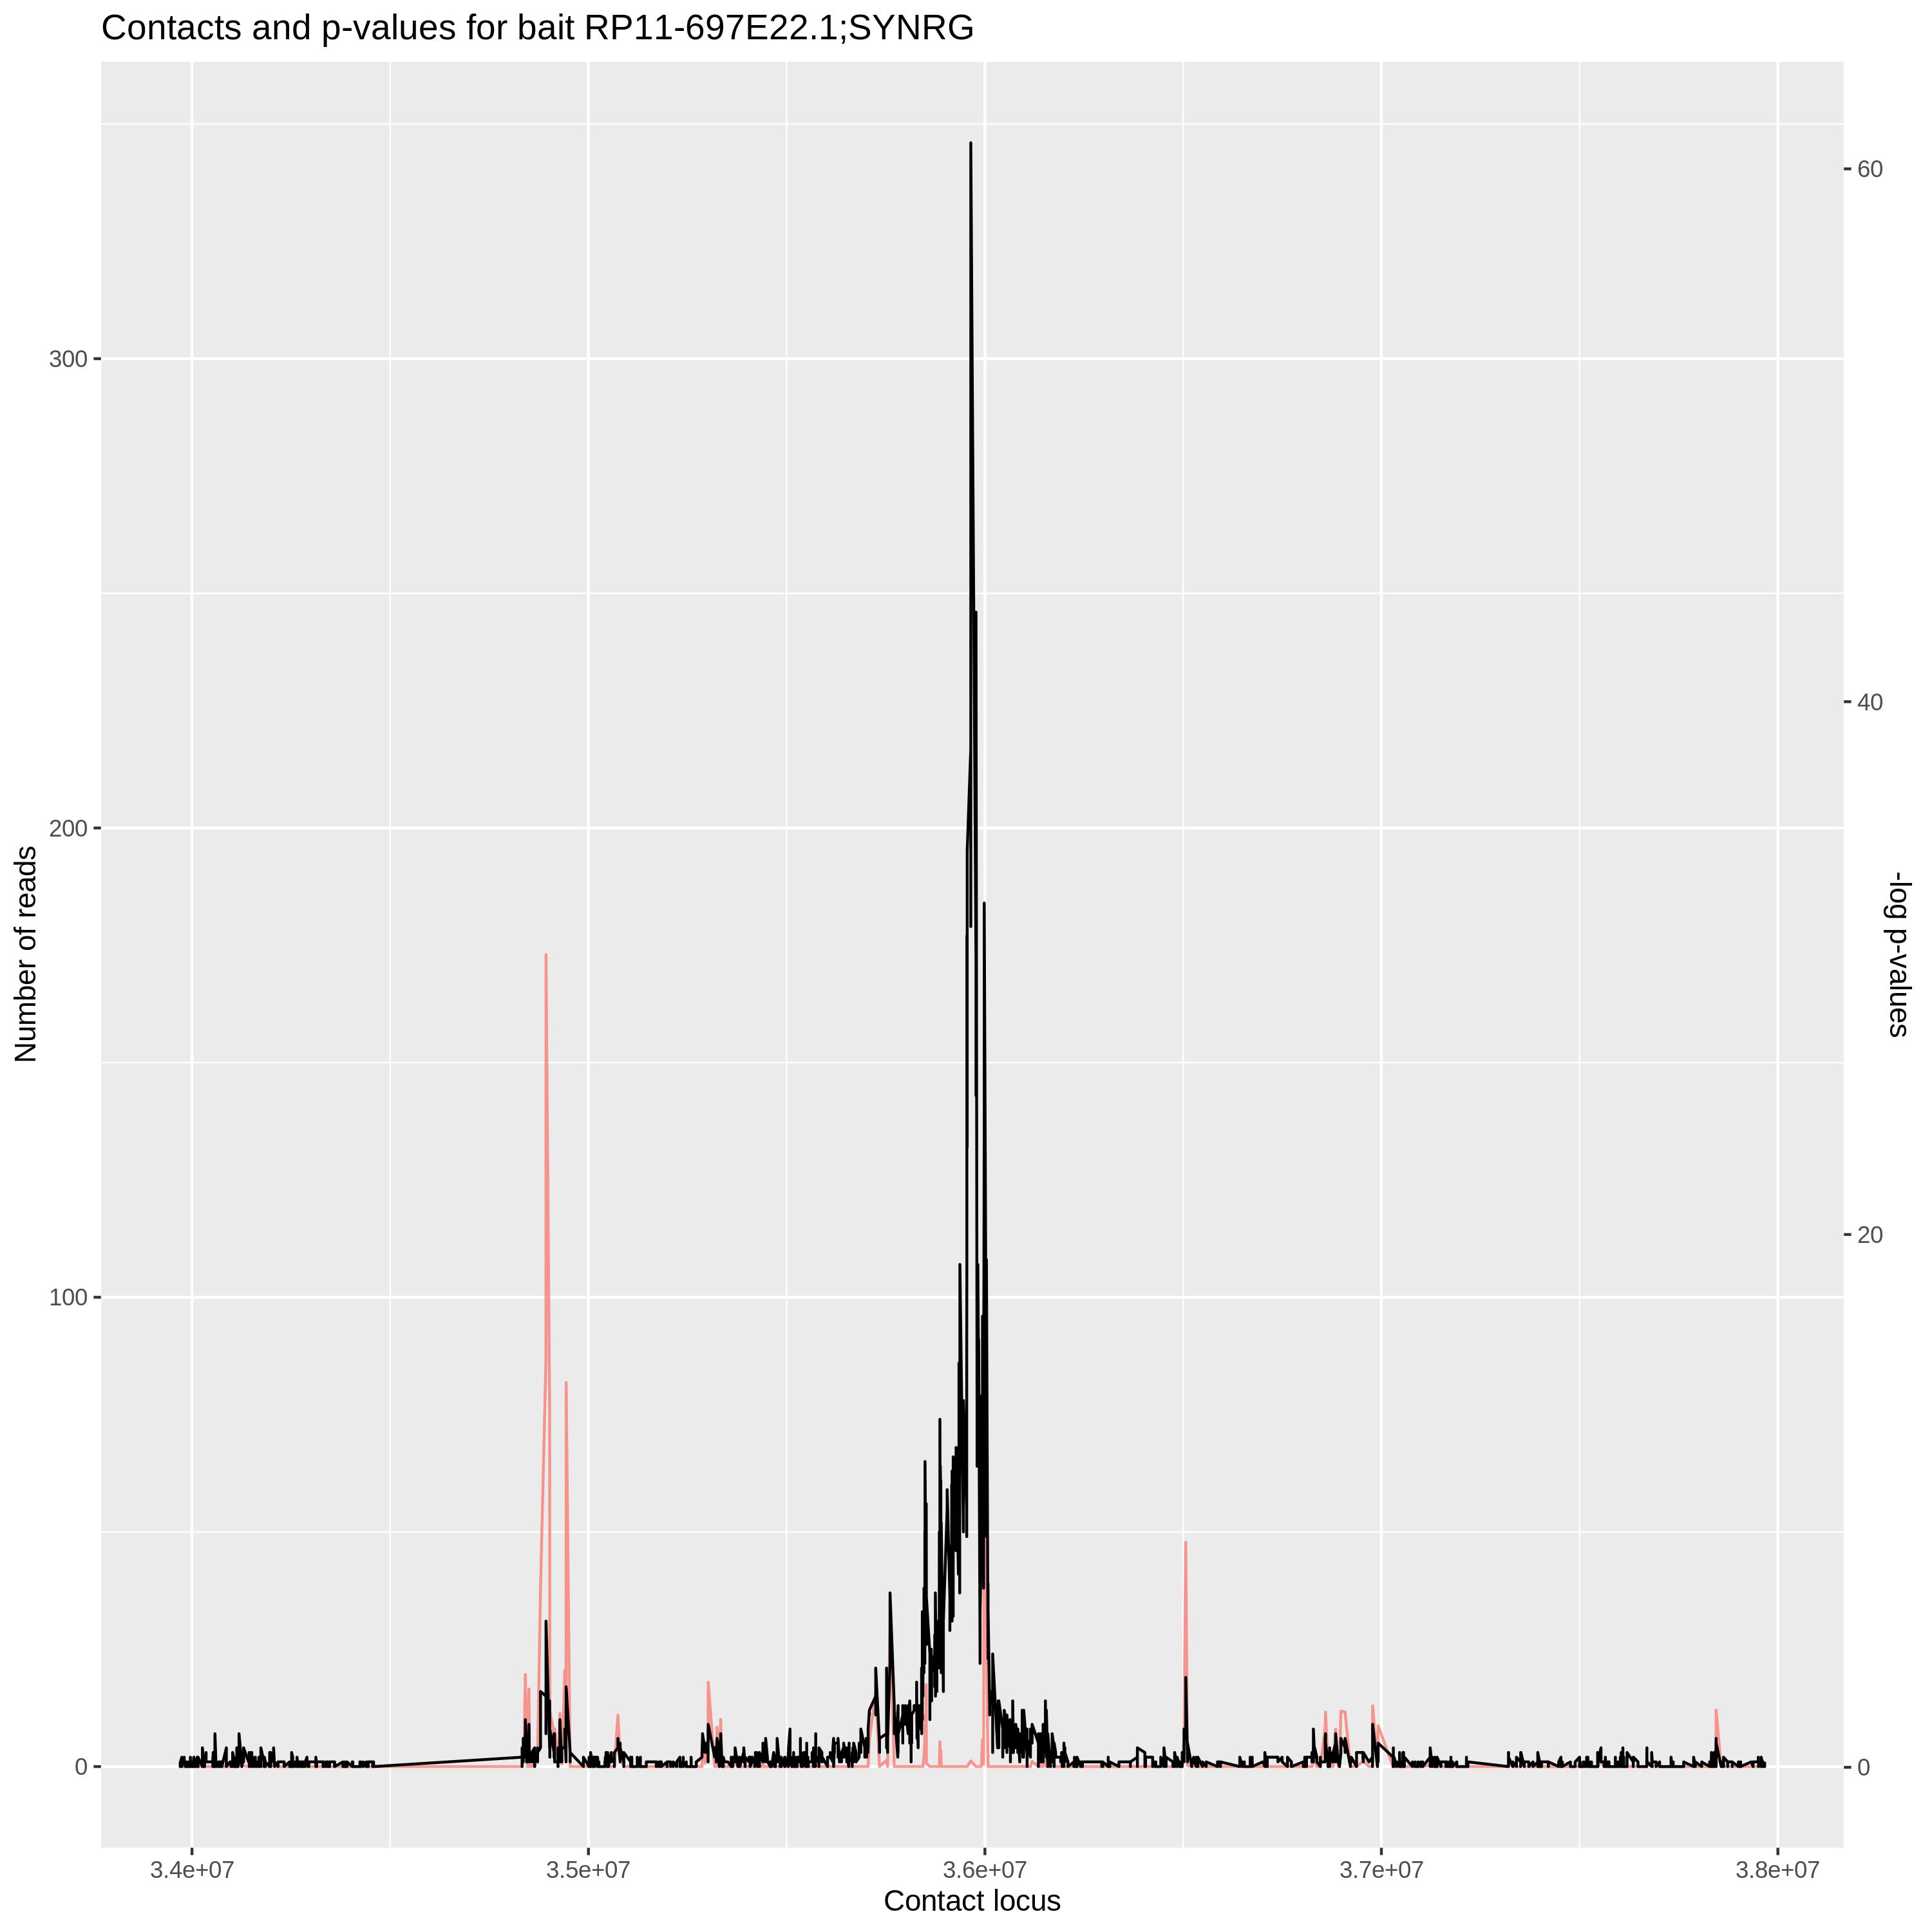 Contacts and p-values for bait RP11-697E22.1;SYNRG
Number of reads
300
200
100
0
60
40
20
0
-log p-values
3.4e+07
3.5e+07
3.6e+07
3.7e+07
3.8e+07
Contact locus